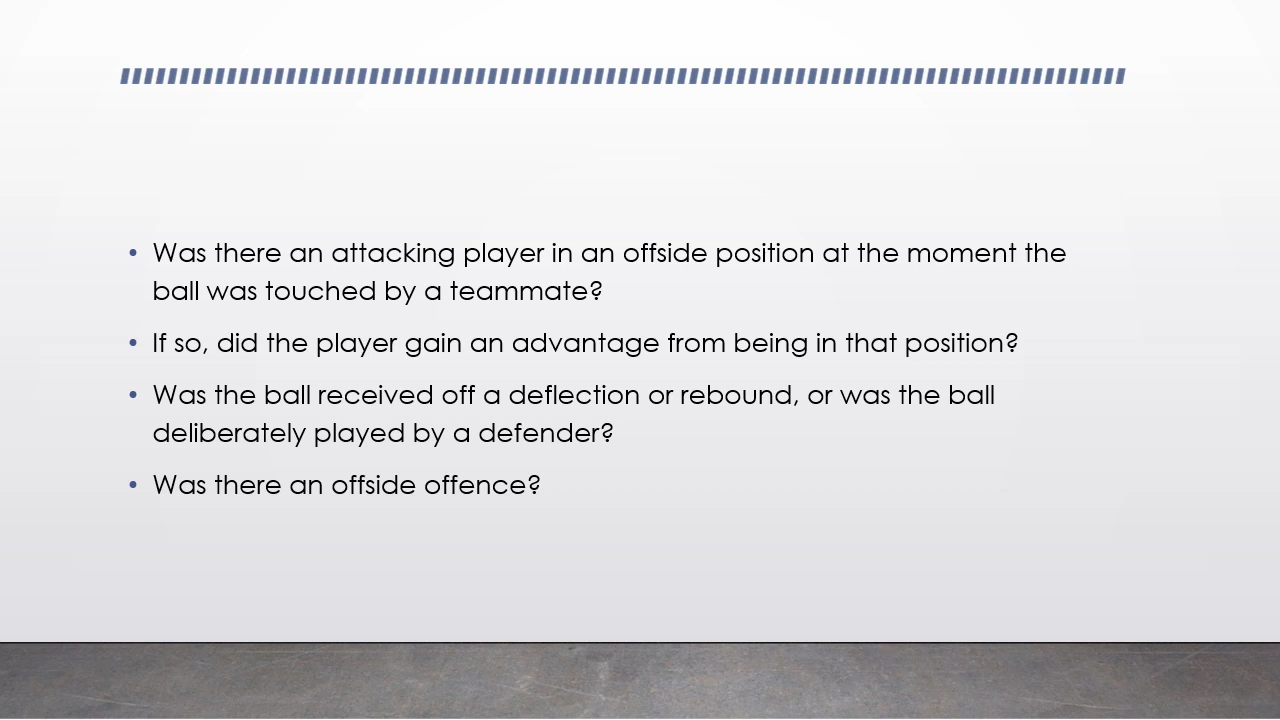 • Was there an attacking player in an offside position at the moment the
ball was touched by a teammate?
• If so, did the player gain an advantage from being in that position?
• Was the ball received off a deflection or rebound, or was the ball
deliberately played by a defender?
• Was there an offside offence?